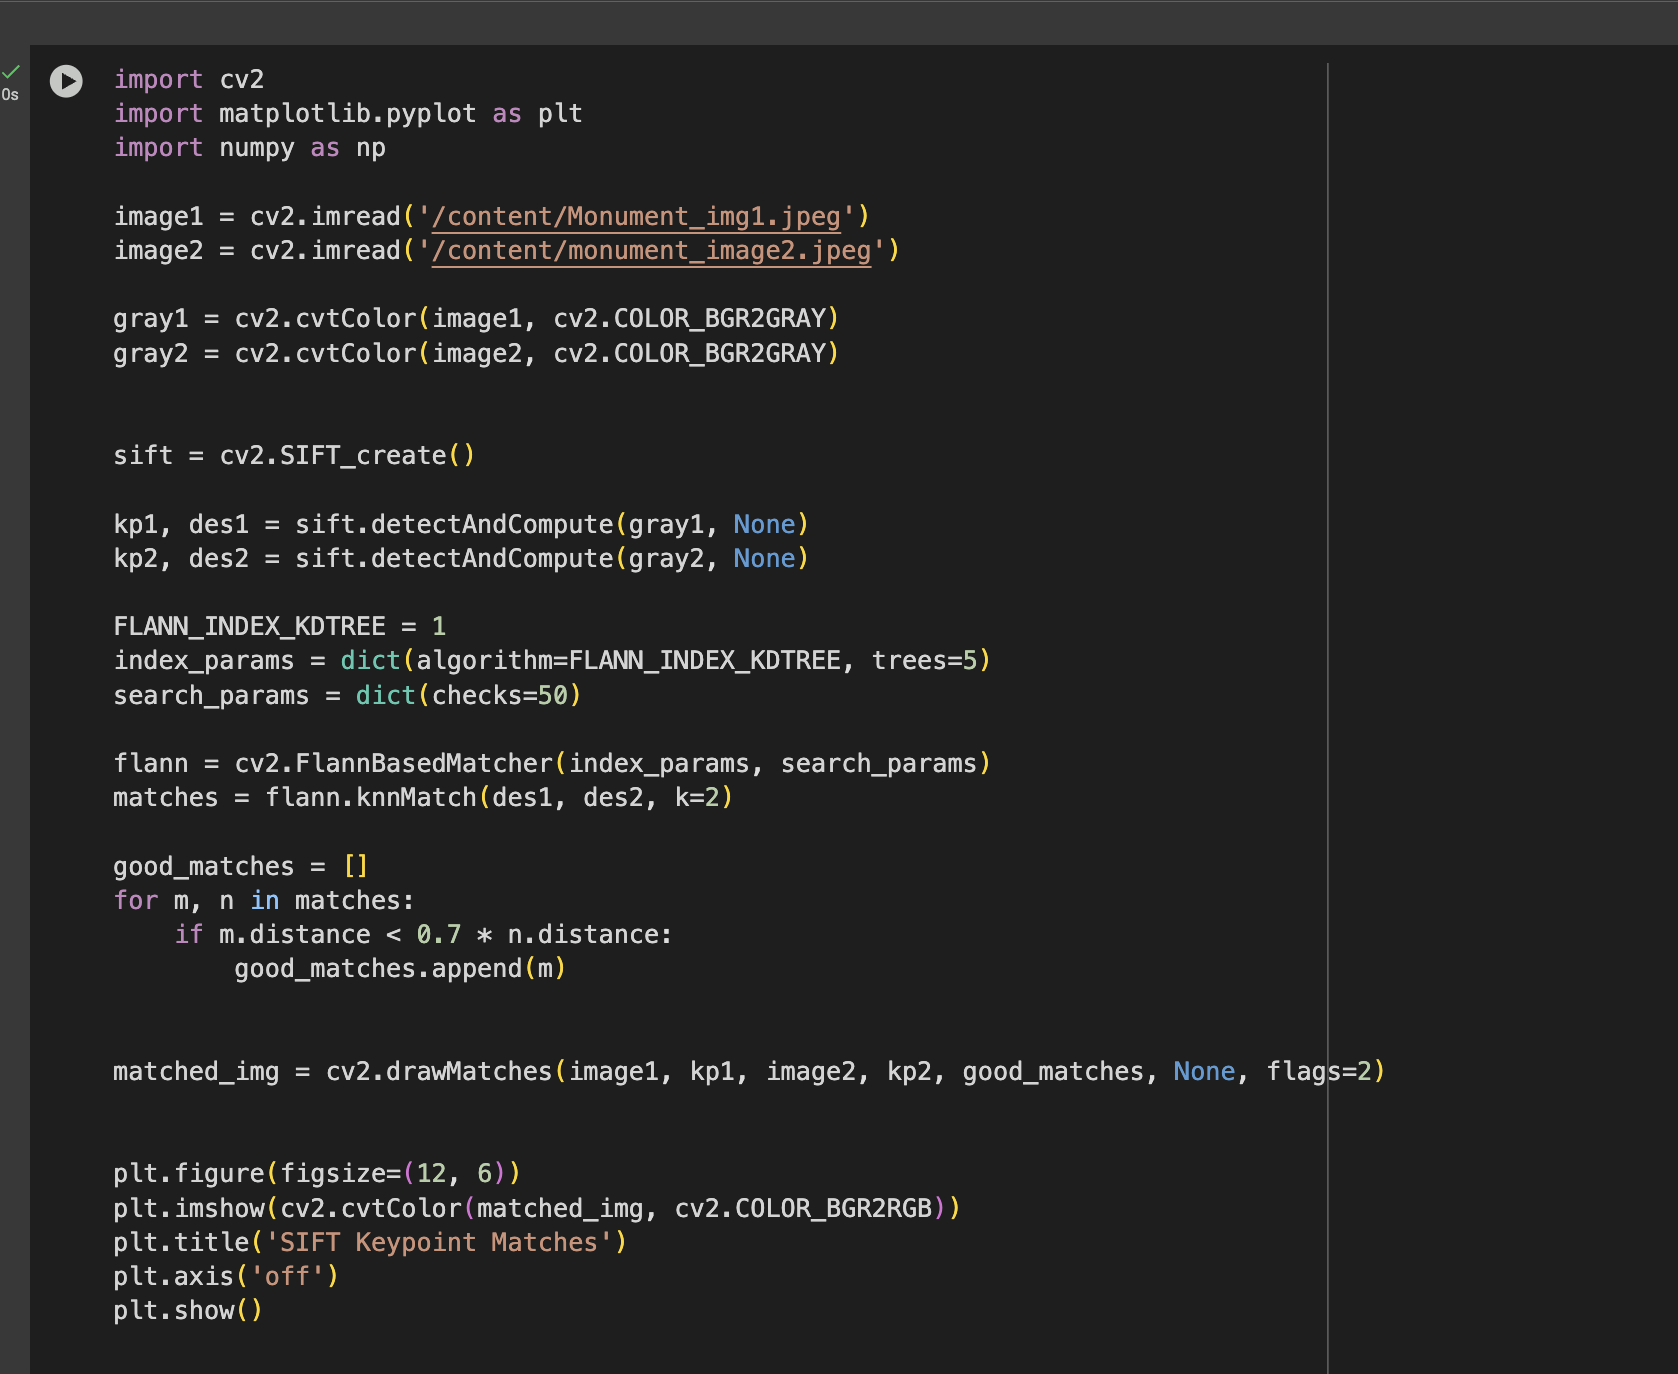 0s
import cv2
import matplotlib.pyplot as plt
import numpy as np
image1 = cv2.imread('/content/Monument_img1.jpeg')
image2 = cv2.imread('/content/monument_image2.jpeg')
gray1 = cv2.cvtColor(image1, cv2.COLOR_BGR2GRAY)
gray2 = cv2.cvtColor(image2, cv2.COLOR_BGR2GRAY)
sift = cv2.SIFT_create()
kp1, des1 = sift.detectAndCompute(gray1, None)
kp2, des2 = sift.detectAndCompute(gray2, None)
FLANN_INDEX_KDTREE = 1
index_params = dict(algorithm=FLANN_INDEX_KDTREE, trees=5)
search_params = dict(checks=50)
flann = cv2.FlannBasedMatcher(index_params, search_params)
matches = flann.knnMatch(des1, des2, k=2)
good_matches = []
for m, n in matches:
    if m.distance < 0.7 * n.distance:
        good_matches.append(m)
matched_img = cv2.drawMatches(image1, kp1, image2, kp2, good_matches, None, flags=2)
plt.figure(figsize=(12, 6))
plt.imshow(cv2.cvtColor(matched_img, cv2.COLOR_BGR2RGB))
plt.title('SIFT Keypoint Matches')
plt.axis('off')
plt.show()